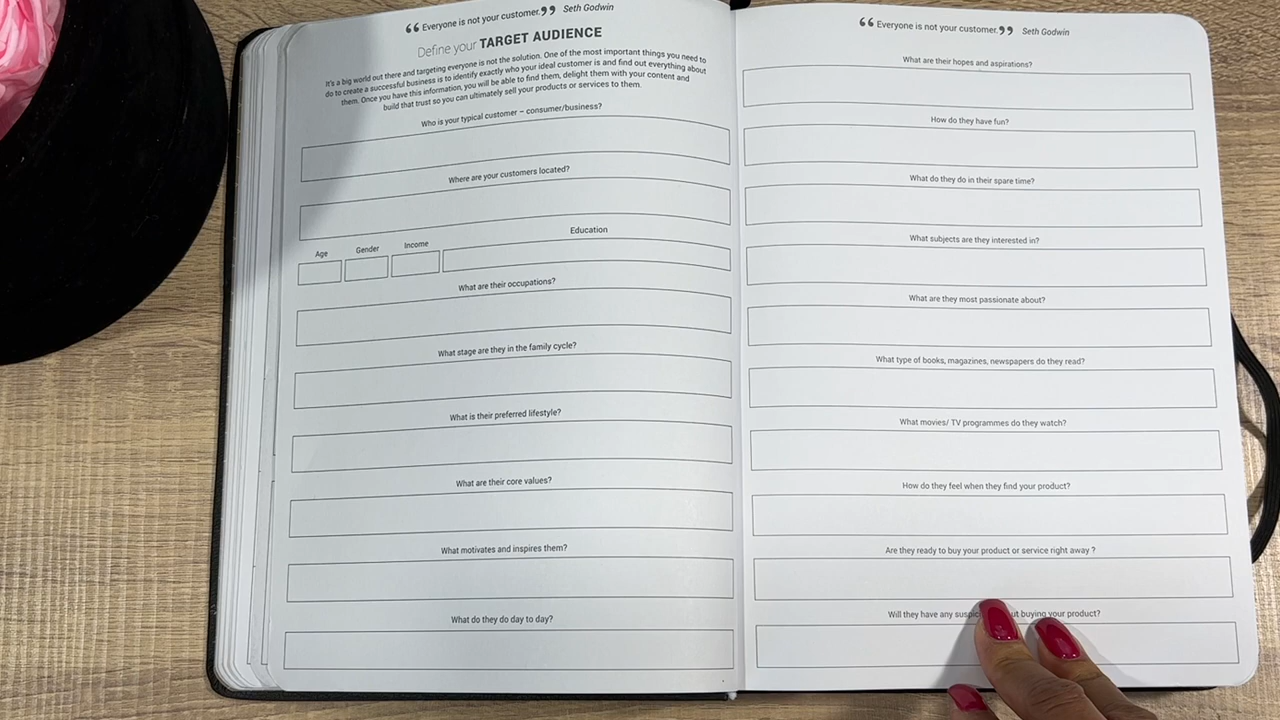 “ Everyone is not your customer. ” Seth Godwin
Define your TARGET AUDIENCE
It's a big world out there and targeting everyone is not the solution. One of the most important things you need to
do to create a successful business is to identify exactly who your ideal customer is and find out everything about
them. Once you have this information, you will be able to find them, delight them with your content and
build that trust so you can ultimately sell your products or services to them.
Who is your typical customer – consumer/business?
Where are your customers located?
Age Gender Income Education
What are their occupations?
What stage are they in the family cycle?
What is their preferred lifestyle?
What are their core values?
What motivates and inspires them?
What do they do day to day?
“ Everyone is not your customer. ” Seth Godwin
What are their hopes and aspirations?
How do they have fun?
What do they do in their spare time?
What subjects are they interested in?
What are they most passionate about?
What type of books, magazines, newspapers do they read?
What movies/ TV programmes do they watch?
How do they feel when they find your product?
Are they ready to buy your product or service right away ?
Will they have any buying your product?